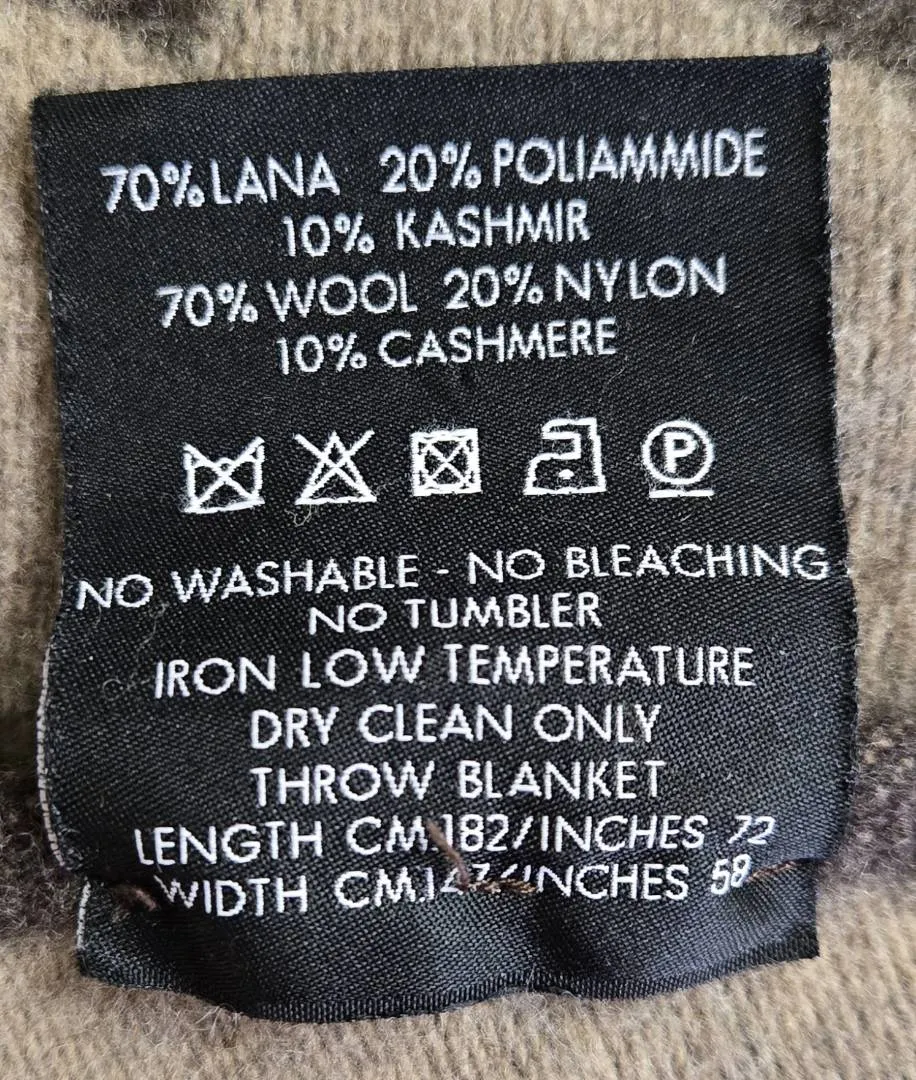 70% LANA 20% POLIAMMIDE
10% KASHMIR
70% WOOL 20% NYLON
10% CASHMERE
P
NO WASHABLE - NO BLEACHING
NO TUMBLER
IRON LOW TEMPERATURE
DRY CLEAN ONLY
THROW BLANKET
LENGTH CM.182/INCHES 72
WIDTH CM.147/INCHES 58